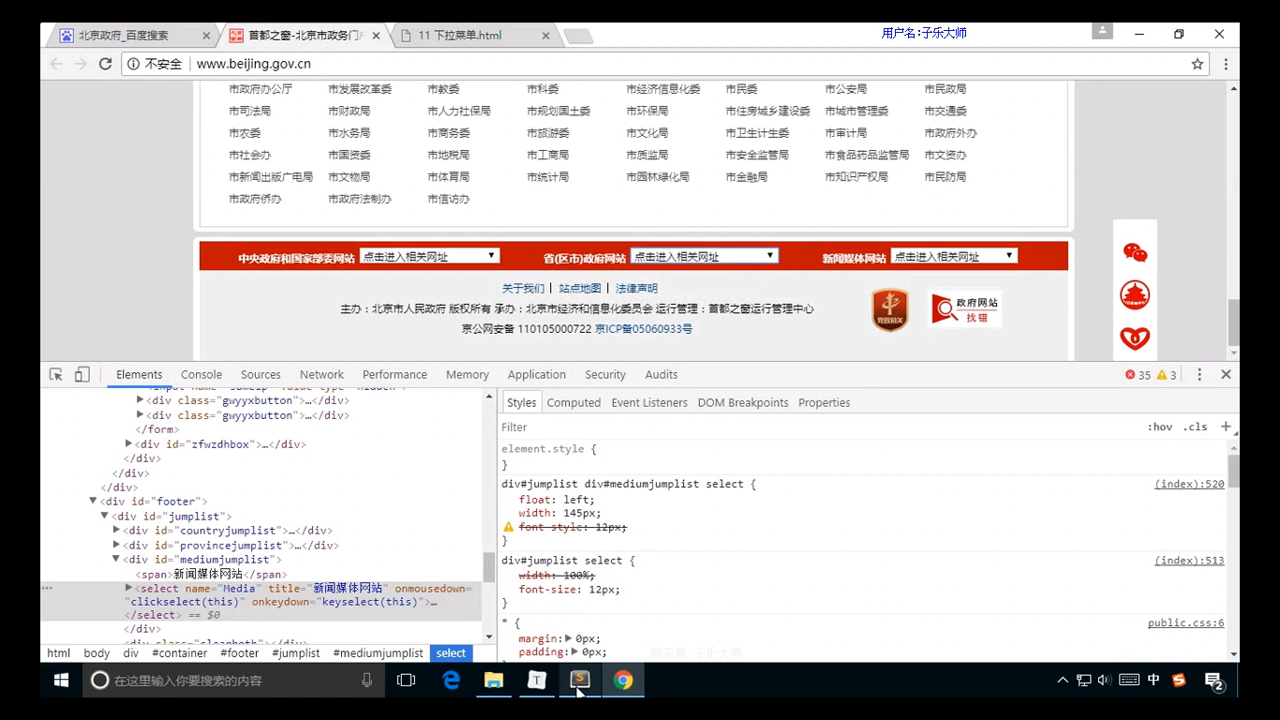 北京政府_百度搜索
首都之窗-北京市政务门户
11 下拉菜单.html
用户名:子乐大师
不安全
www.beijing.gov.cn
市政府办公厅 市发展改革委 市教委 市科委 市经济信息化委 市民委 市公安局 市民政局
市司法局 市财政局 市人力社保局 市规划国土委 市环保局 市住房城乡建设委 市城市管理委 市交通委
市农委 市水务局 市商务委 市旅游委 市文化局 市卫生计生委 市审计局 市政府外办
市社会办 市国资委 市地税局 市工商局 市质监局 市安全监管局 市食品药品监管局 市文资办
市新闻出版广电局 市文物局 市体育局 市统计局 市园林绿化局 市金融局 市知识产权局 市民防局
市政府侨办 市政府法制办 市信访办
中央政府和国家部委网站 点击进入相关网址 省(区市)政府网站 点击进入相关网址 新闻媒体网站 点击进入相关网址
关于我们 | 站点地图 | 法律声明
主办：北京市人民政府 版权所有 承办：北京市经济和信息化委员会 运行管理：首都之窗运行管理中心
京公网安备 110105000722 京ICP备05060933号
党政机关
政府网站
找错
Elements Console Sources Network Performance Memory Application Security Audits 35 3
<div class="gwyyxbutton">…</div>
<div class="gwyyxbutton">…</div>
</form>
<div id="zfwzdhbox">…</div>
</div>
</div>
</div>
<div id="footer">
<div id="jumplist">
<div id="countryjumplist">…</div>
<div id="provincejumplist">…</div>
<div id="mediumjumplist">
<span>新闻媒体网站</span>
<select name="Media" title="新闻媒体网站" onmousedown=
"clickselect(this)" onkeydown="keyselect(this)">…
</select> == $0
</div>
html body div #container #footer #jumplist #mediumjumplist select
Styles Computed Event Listeners DOM Breakpoints Properties
Filter :hov .cls +
element.style {
}
div#jumplist div#mediumjumplist select { (index):520
float: left;
width: 145px;
font-style: 12px;
}
div#jumplist select { (index):513
width: 100%;
font-size: 12px;
}
* { public.css:6
margin: 0px;
padding: 0px;
购买者:子乐大师
在这里输入你要搜索的内容
中
2